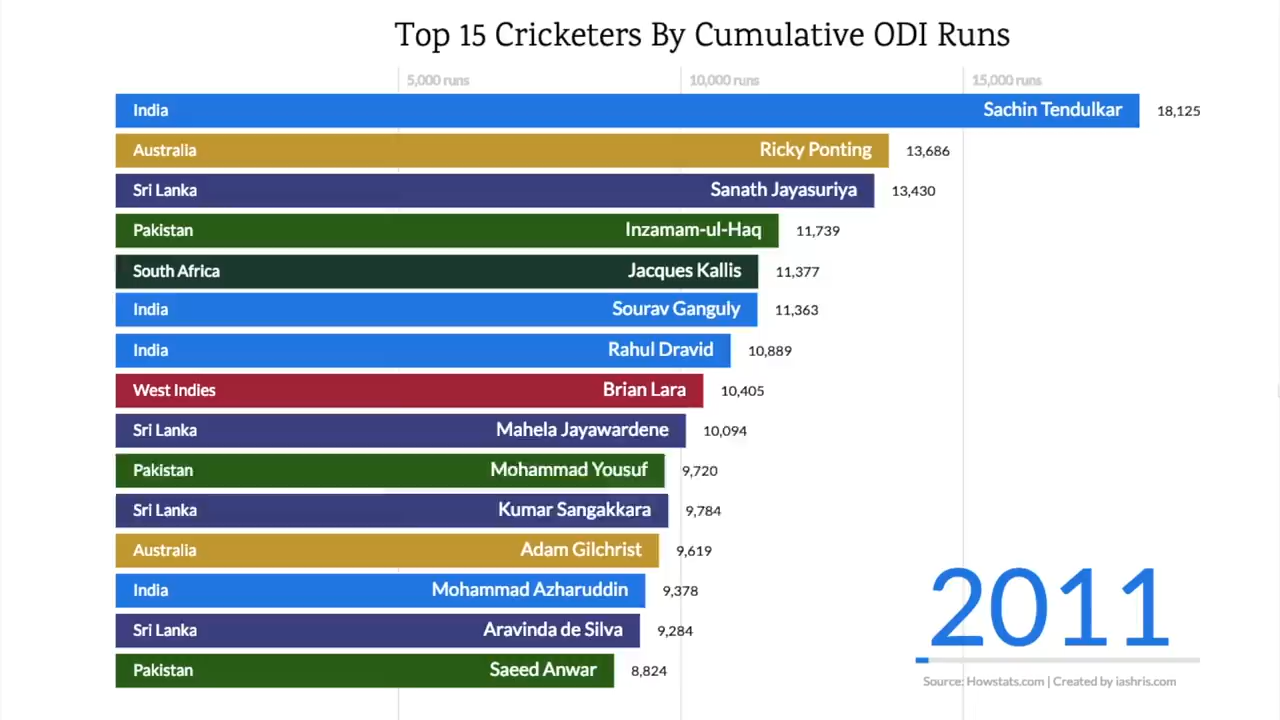 Top 15 Cricketers By Cumulative ODI Runs
5,000 runs 10,000 runs 15,000 runs
India Sachin Tendulkar 18,125
Australia Ricky Ponting 13,686
Sri Lanka Sanath Jayasuriya 13,430
Pakistan Inzamam-ul-Haq 11,739
South Africa Jacques Kallis 11,377
India Sourav Ganguly 11,363
India Rahul Dravid 10,889
West Indies Brian Lara 10,405
Sri Lanka Mahela Jayawardene 10,094
Pakistan Mohammad Yousuf 9,720
Sri Lanka Kumar Sangakkara 9,784
Australia Adam Gilchrist 9,619
India Mohammad Azharuddin 9,378
Sri Lanka Aravinda de Silva 9,284
Pakistan Saeed Anwar 8,824
2011
Source: Howstats.com | Created by iashris.com